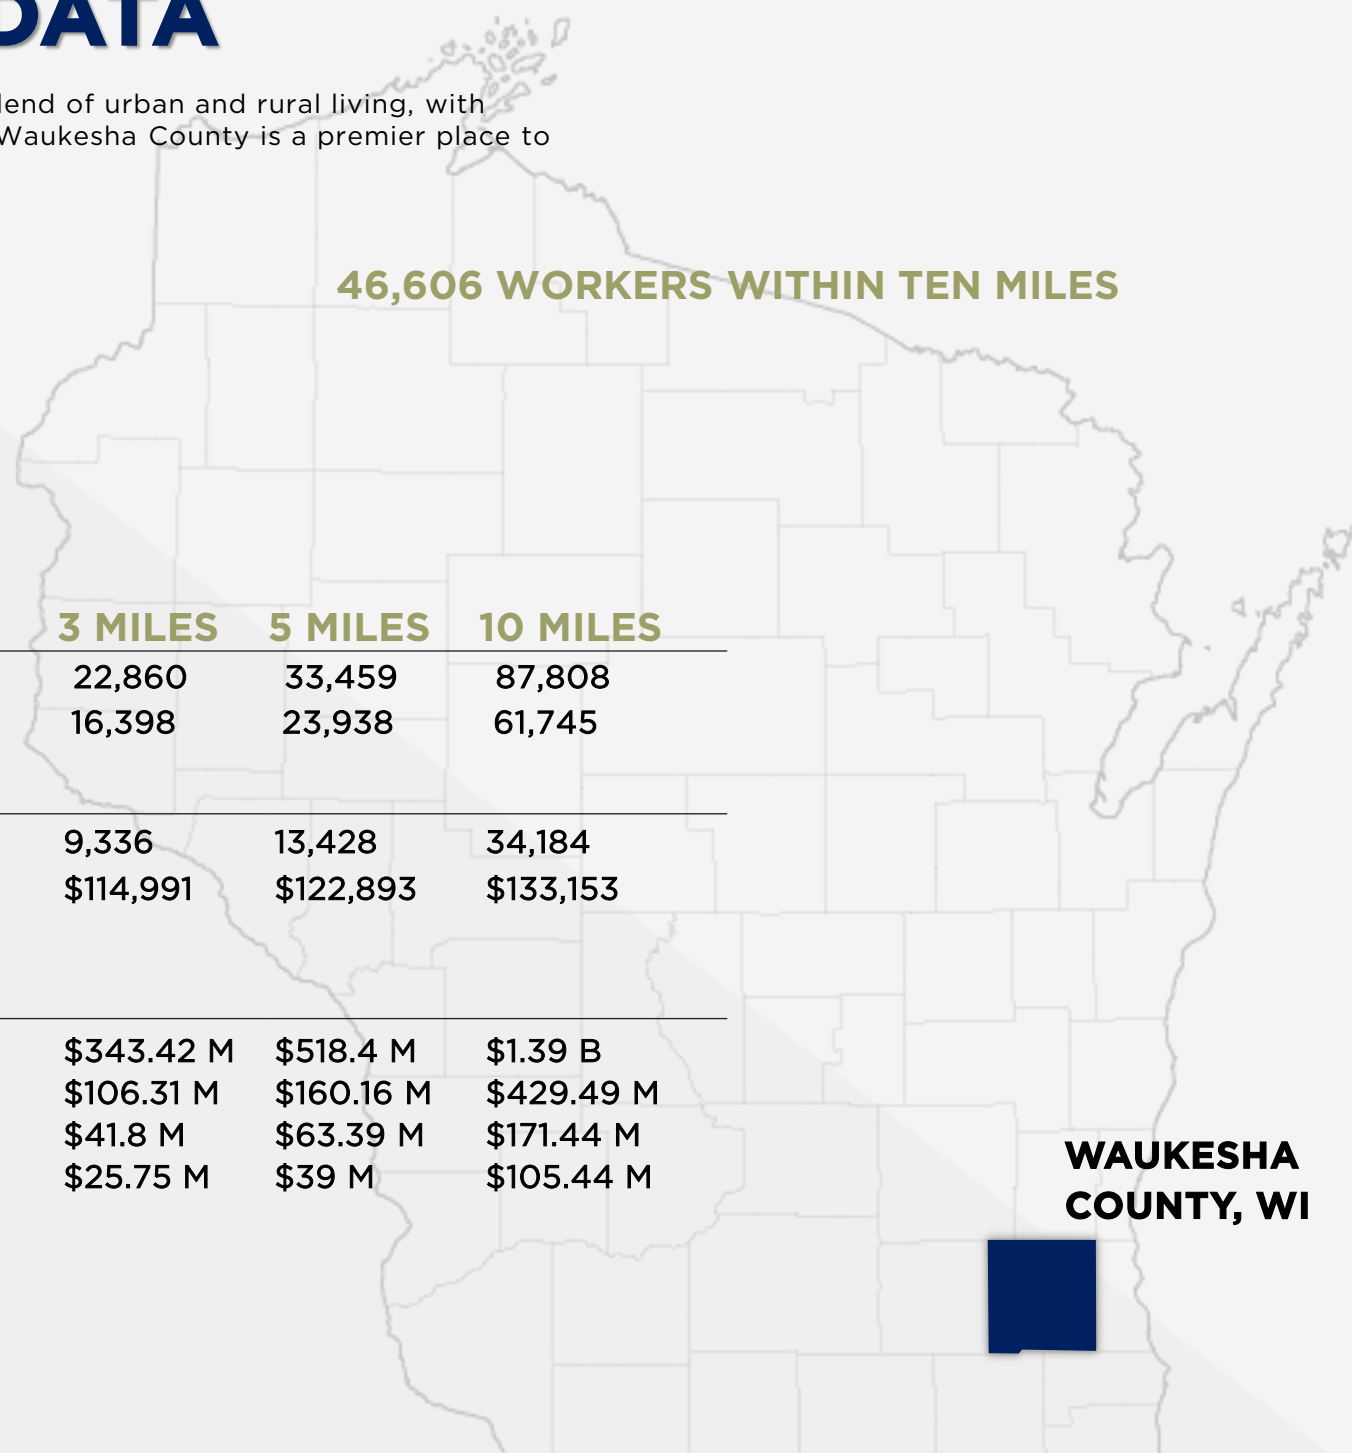 DATA
lend of urban and rural living, with
Waukesha County is a premier place to
46,606 WORKERS WITHIN TEN MILES
3 MILES 5 MILES 10 MILES
22,860 33,459 87,808
16,398 23,938 61,745
9,336 13,428 34,184
$114,991 $122,893 $133,153
$343.42 M $518.4 M $1.39 B
$106.31 M $160.16 M $429.49 M
$41.8 M $63.39 M $171.44 M
$25.75 M $39 M $105.44 M
WAUKESHA
COUNTY, WI